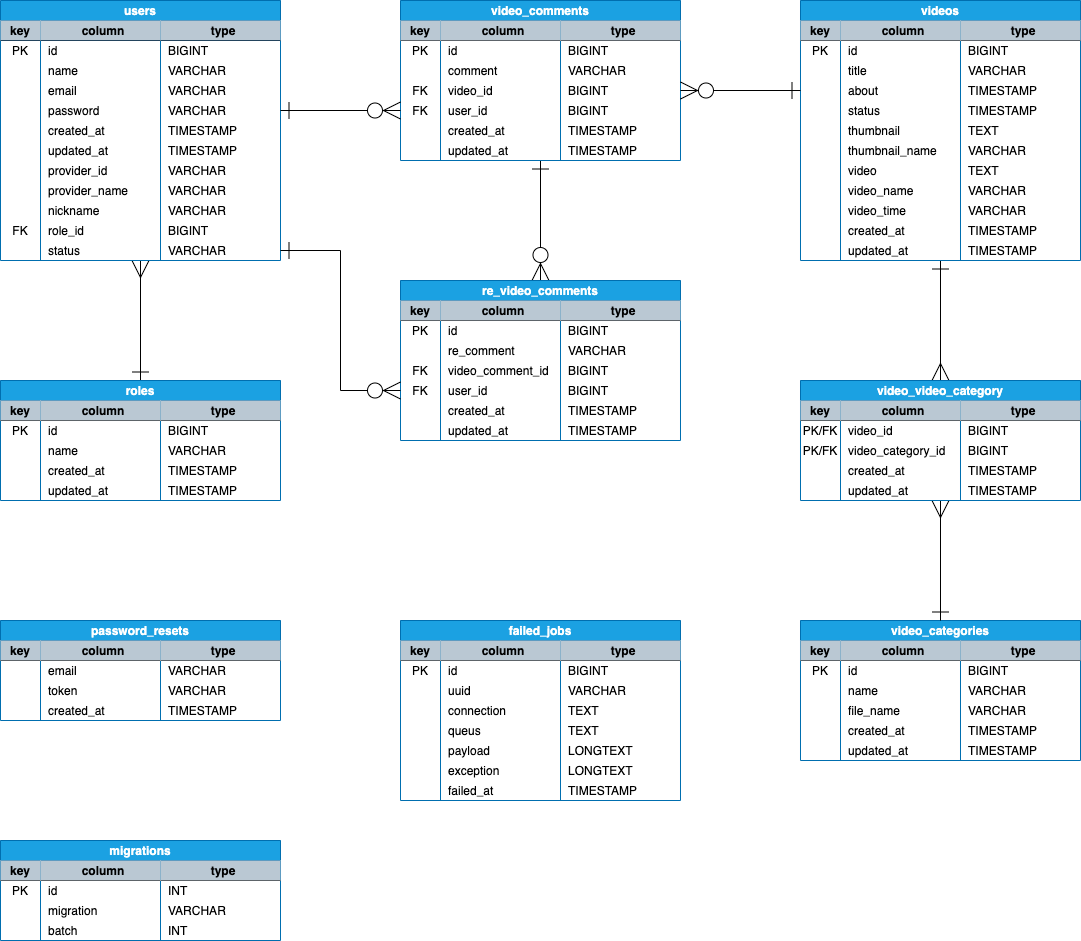 users
key column type
PK id BIGINT
name VARCHAR
email VARCHAR
password VARCHAR
created_at TIMESTAMP
updated_at TIMESTAMP
provider_id VARCHAR
provider_name VARCHAR
nickname VARCHAR
FK role_id BIGINT
status VARCHAR
video_comments
key column type
PK id BIGINT
comment VARCHAR
FK video_id BIGINT
FK user_id BIGINT
created_at TIMESTAMP
updated_at TIMESTAMP
videos
key column type
PK id BIGINT
title VARCHAR
about TIMESTAMP
status TIMESTAMP
thumbnail TEXT
thumbnail_name VARCHAR
video TEXT
video_name VARCHAR
video_time VARCHAR
created_at TIMESTAMP
updated_at TIMESTAMP
re_video_comments
key column type
PK id BIGINT
re_comment VARCHAR
FK video_comment_id BIGINT
FK user_id BIGINT
created_at TIMESTAMP
updated_at TIMESTAMP
roles
key column type
PK id BIGINT
name VARCHAR
created_at TIMESTAMP
updated_at TIMESTAMP
video_video_category
key column type
PK/FK video_id BIGINT
PK/FK video_category_id BIGINT
created_at TIMESTAMP
updated_at TIMESTAMP
password_resets
key column type
email VARCHAR
token VARCHAR
created_at TIMESTAMP
failed_jobs
key column type
PK id BIGINT
uuid VARCHAR
connection TEXT
queus TEXT
payload LONGTEXT
exception LONGTEXT
failed_at TIMESTAMP
video_categories
key column type
PK id BIGINT
name VARCHAR
file_name VARCHAR
created_at TIMESTAMP
updated_at TIMESTAMP
migrations
key column type
PK id INT
migration VARCHAR
batch INT